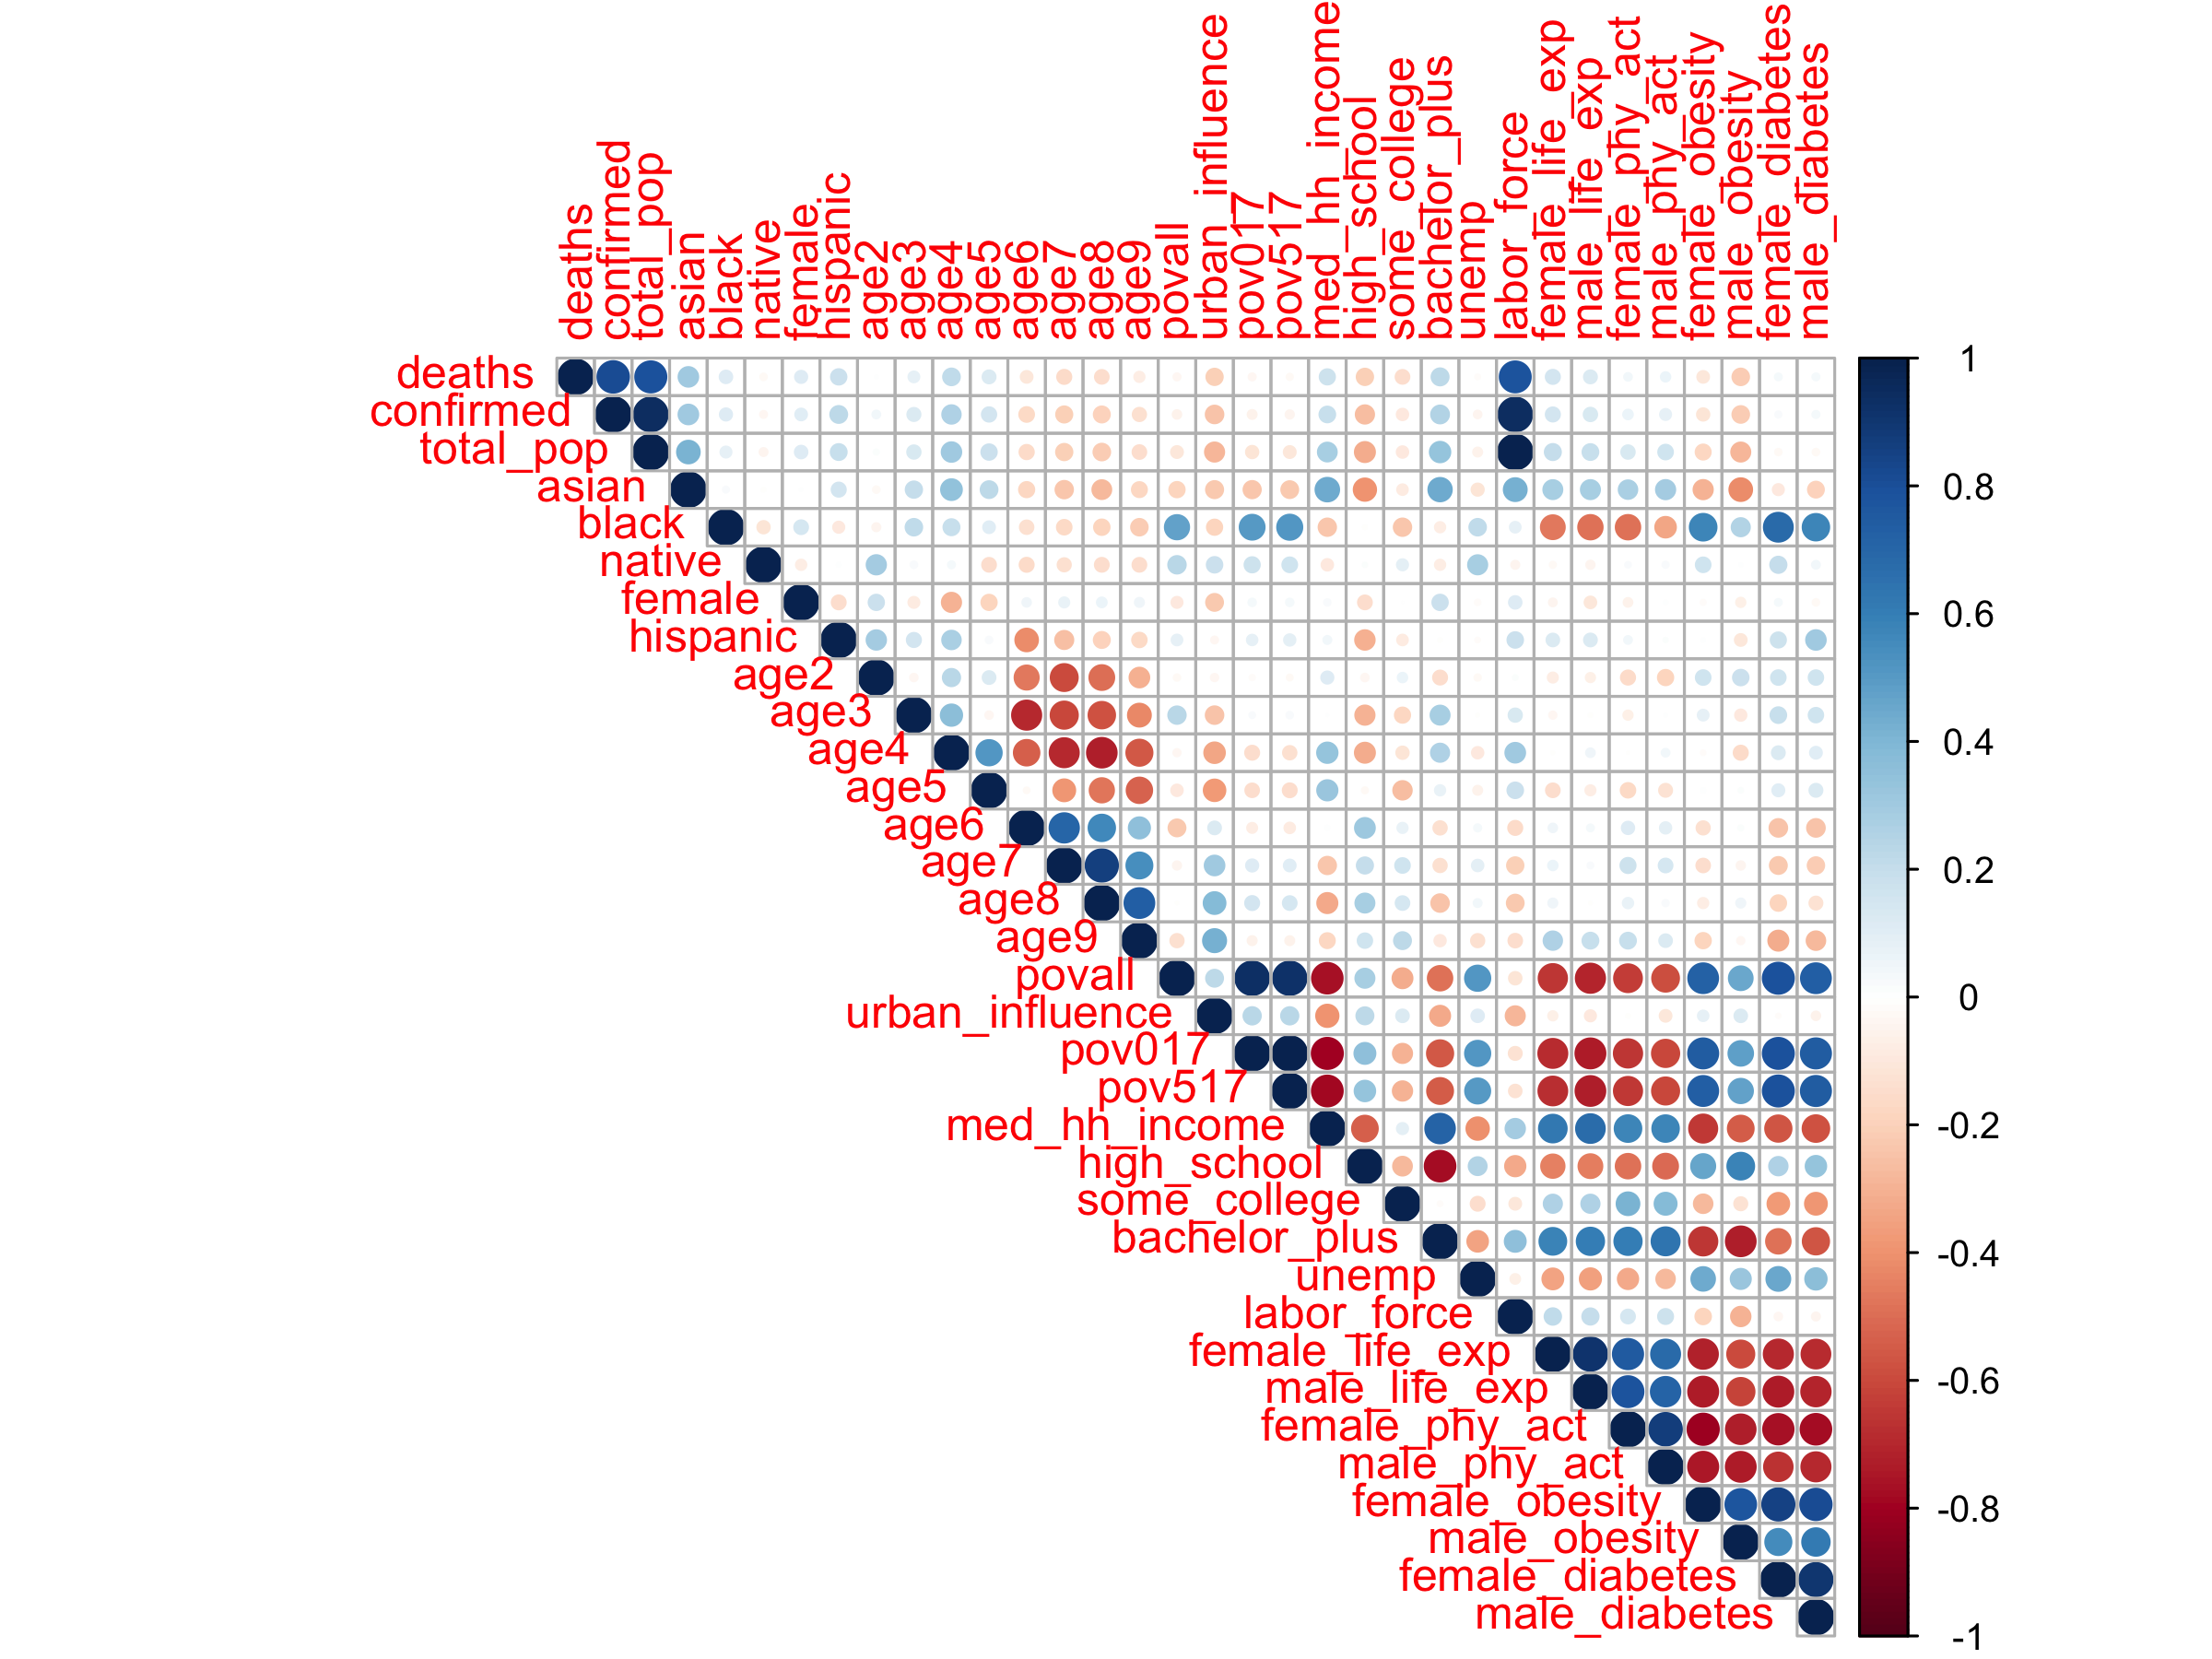 deaths
confirmed
total_pop
asian
black
native
female
hispanic
age2
age3
age4
age5
age6
age7
age8
age9
povall
urban_influence
pov017
pov517
med_hh_income
high_school
some_college
bachelor_plus
unemp
labor_force
female_life_exp
male_life_exp
female_phy_act
male_phy_act
female_obesity
male_obesity
female_diabetes
male_diabetes
deaths
confirmed
total_pop
asian
black
native
female
hispanic
age2
age3
age4
age5
age6
age7
age8
age9
povall
urban_influence
pov017
pov517
med_hh_income
high_school
some_college
bachelor_plus
unemp
labor_force
female_life_exp
male_life_exp
female_phy_act
male_phy_act
female_obesity
male_obesity
female_diabetes
male_diabetes
1
0.8
0.6
0.4
0.2
0
-0.2
-0.4
-0.6
-0.8
-1